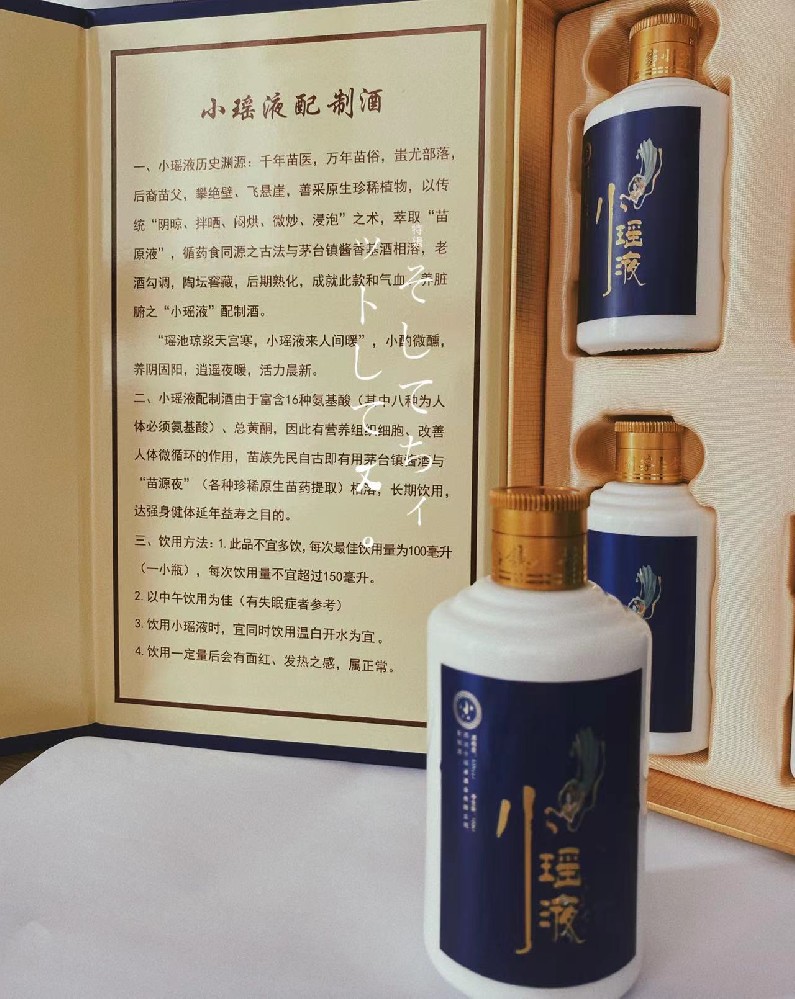 小瑶液配制酒
一、小瑶液历史渊源：千年苗医，万年苗俗，蚩尤部落，
后裔苗父，攀绝壁、飞悬崖，善采原生珍稀植物，以传
统“阴晾、拌晒、闷烘、微炒、浸泡”之术，萃取“苗
原液”，循药食同源之古法与茅台镇酱香基酒相溶，老
酒勾调，陶坛窖藏，后期熟化，成就此款和气血、养脏
腑之“小瑶液”配制酒。
“瑶池琼浆天宫寒，小瑶液来人间暖”，小酌微醺，
养阴固阳，逍遥夜暖，活力晨新。
二、小瑶液配制酒由于富含16种氨基酸（其中八种为人
体必须氨基酸）、总黄酮，因此有营养组织细胞、改善
人体微循环的作用，苗族先民自古即有用茅台镇酱酒与
“苗源夜”（各种珍稀原生苗药提取）相溶，长期饮用，
达强身健体延年益寿之目的。
三、饮用方法：1. 此品不宜多饮，每次最佳饮用量为100毫升
（一小瓶），每次饮用量不宜超过150毫升。
2. 以中午饮用为佳（有失眠症者参考）
3. 饮用小瑶液时，宜同时饮用温白开水为宜。
4. 饮用一定量后会有面红、发热之感，属正常。
小瑶液
小瑶液